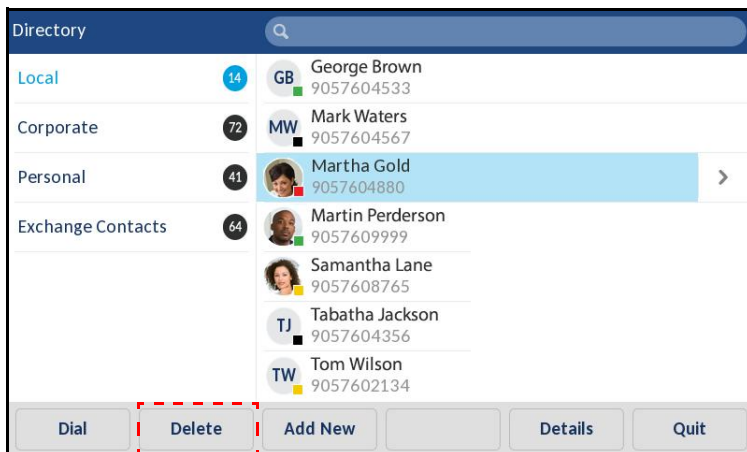 Directory
Local 14
Corporate 72
Personal 41
Exchange Contacts 64
GB George Brown
9057604533
MW Mark Waters
9057604567
Martha Gold
9057604880
Martin Perderson
9057609999
Samantha Lane
9057608765
TJ Tabatha Jackson
9057604356
TW Tom Wilson
9057602134
Dial Delete Add New Details Quit